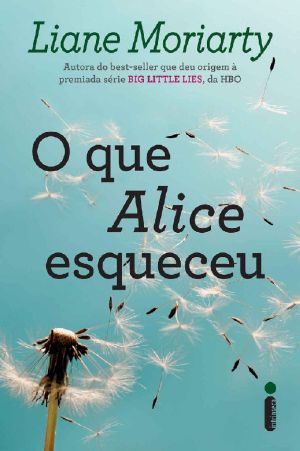 Liane Moriarty
Autora do best-seller que deu origem à
premiada série BIG LITTLE LIES, da HBO
O que
Alice
esqueceu
intrínseca